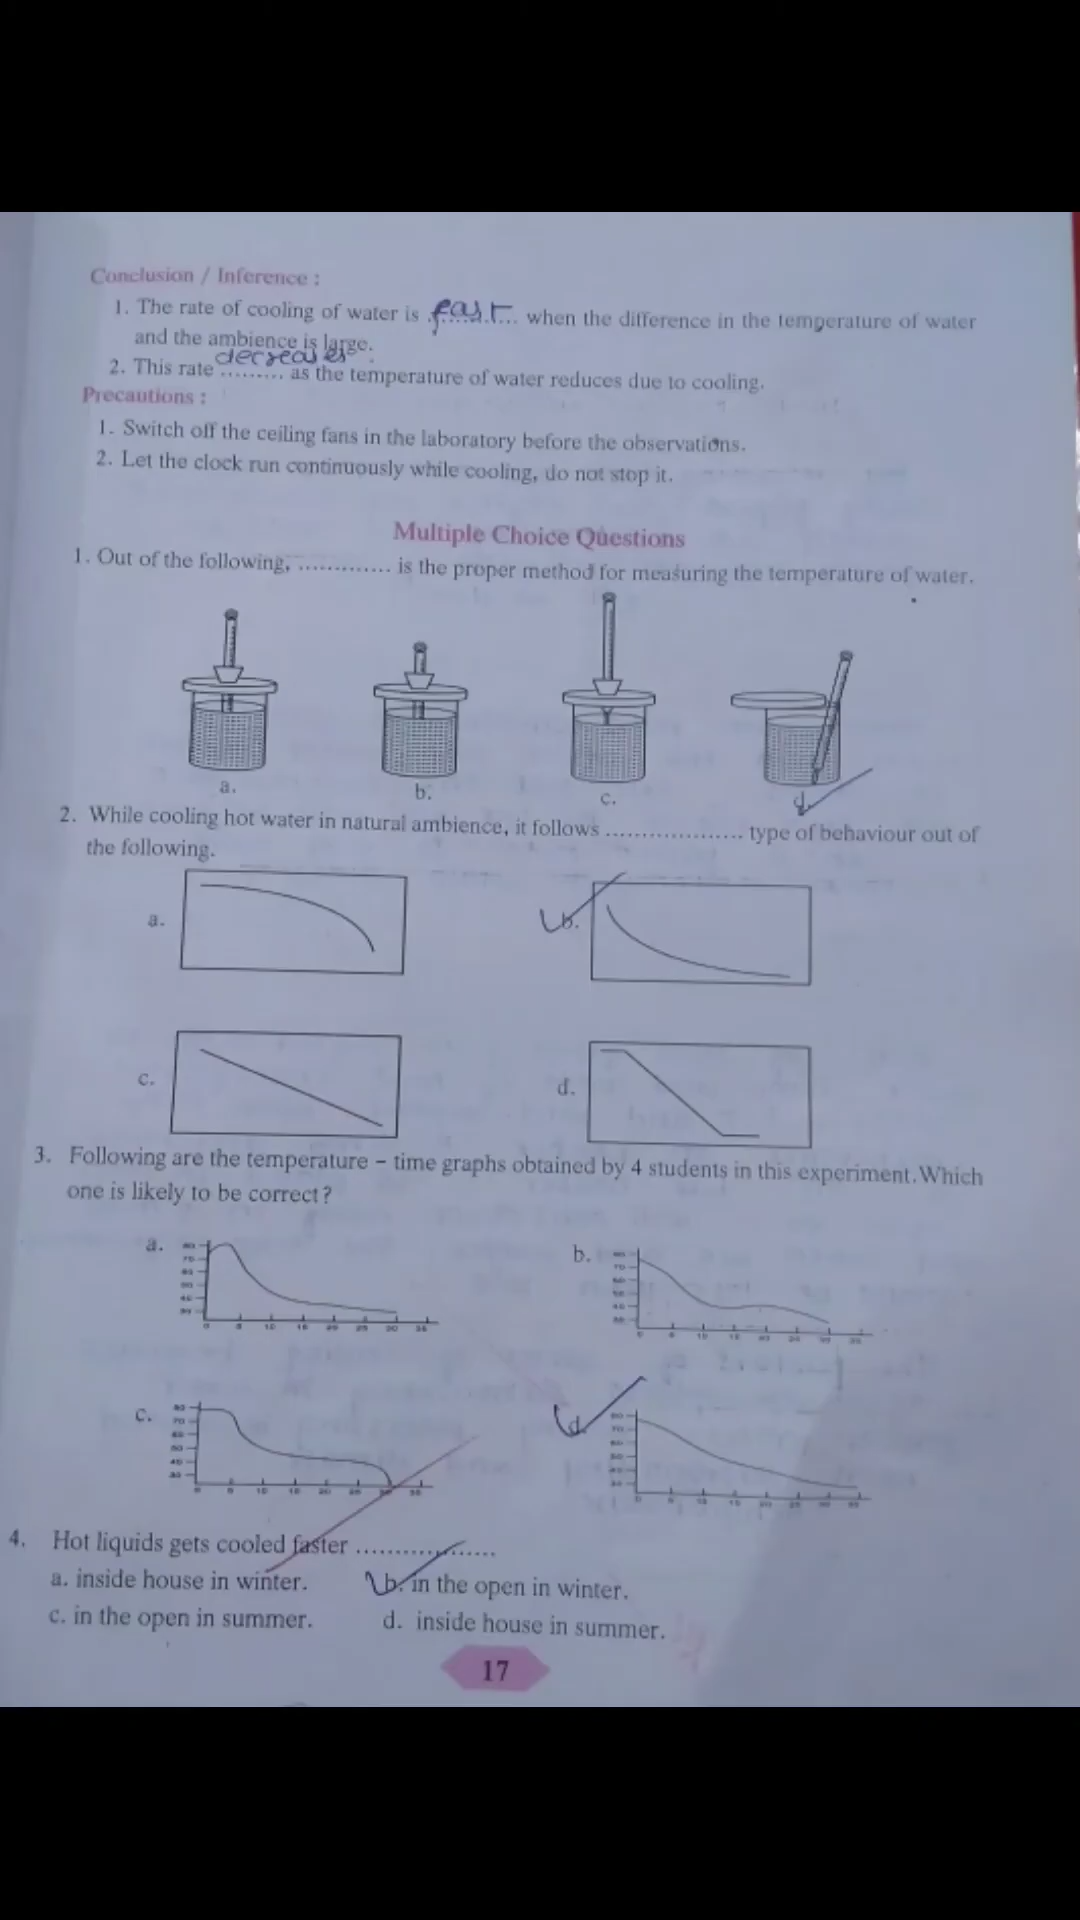 Conclusion / Inference :
1. The rate of cooling of water is fast when the difference in the temperature of water
and the ambience is large.
decreases
2. This rate ......... as the temperature of water reduces due to cooling.
Precautions :
1. Switch off the ceiling fans in the laboratory before the observations.
2. Let the clock run continuously while cooling, do not stop it.
Multiple Choice Questions
1. Out of the following, ............. is the proper method for measuring the temperature of water.
a. b. c. d.
2. While cooling hot water in natural ambience, it follows ................... type of behaviour out of
the following.
a. b.
c. d.
3. Following are the temperature – time graphs obtained by 4 students in this experiment. Which
one is likely to be correct?
a. b.
c. d.
4. Hot liquids gets cooled faster ...................
a. inside house in winter. b. in the open in winter.
c. in the open in summer. d. inside house in summer.
17